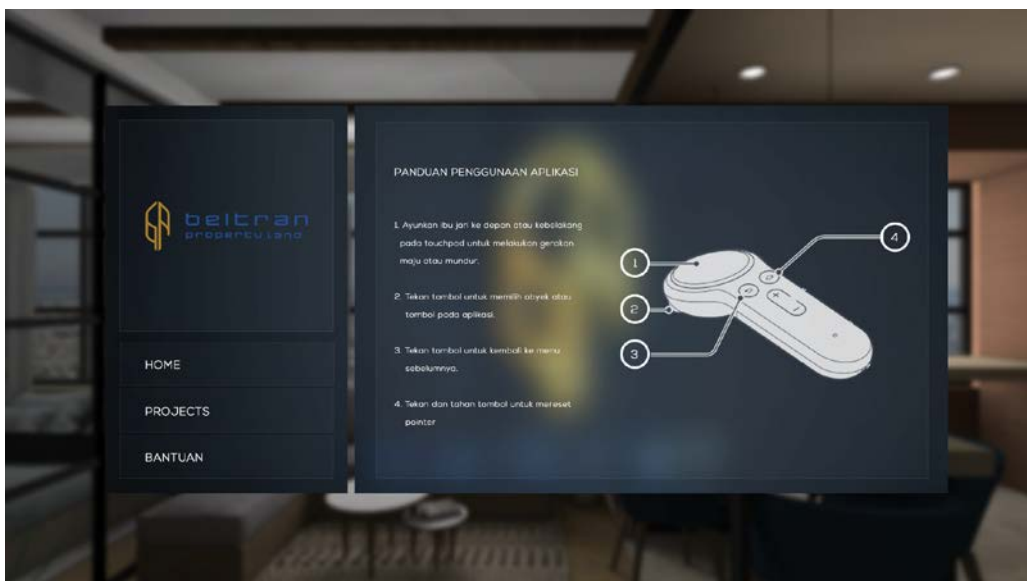 beltran
propertyland
HOME
PROJECTS
BANTUAN
PANDUAN PENGGUNAAN APLIKASI
1. Ayunkan ibu jari ke depan atau kebelakang
pada touchpad untuk melakukan gerakan
maju atau mundur.
2. Tekan tombol untuk memilih obyek atau
tombol pada aplikasi.
3. Tekan tombol untuk kembali ke menu
sebelumnya.
4. Tekan dan tahan tombol untuk mereset
pointer
1
2
3
4